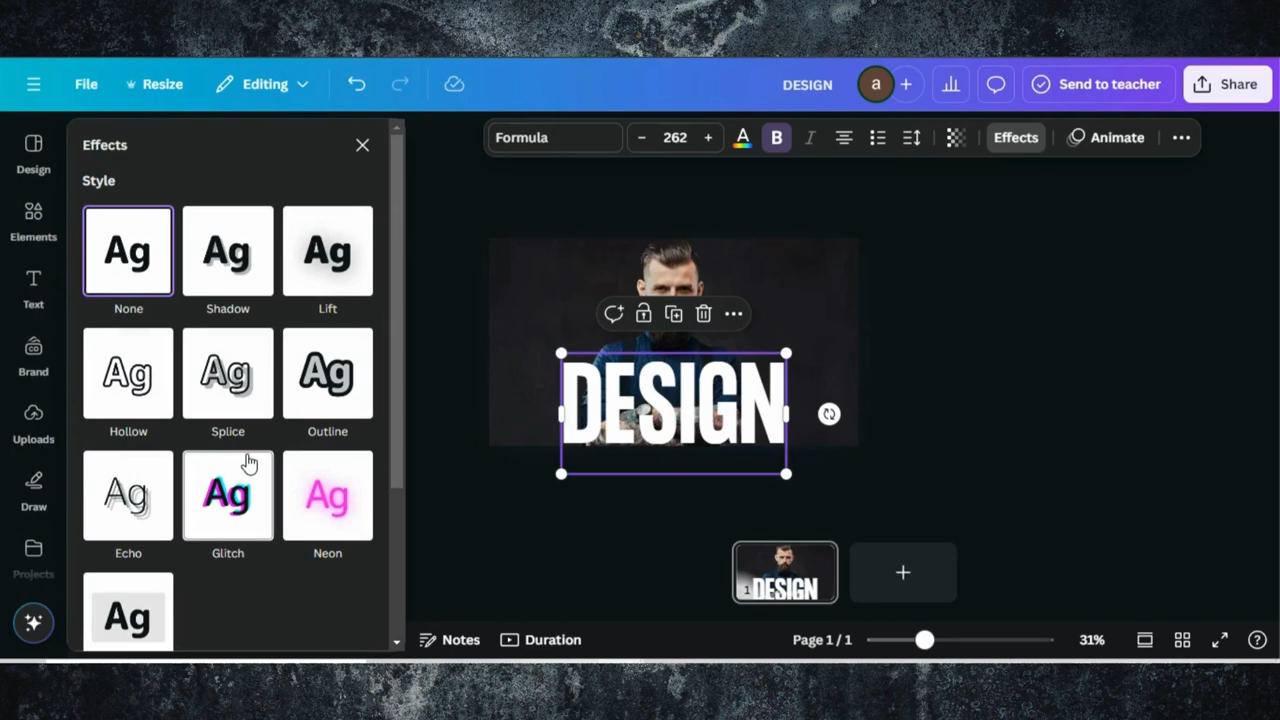 File Resize Editing DESIGN a + Send to teacher Share
Design
Elements
Text
Brand
Uploads
Draw
Projects
Effects
Style
Ag Ag Ag
None Shadow Lift
Ag Ag Ag
Hollow Splice Outline
Ag Ag Ag
Echo Glitch Neon
Ag
Formula − 262 + A B I Effects Animate
DESIGN
1 DESIGN
+
Notes Duration Page 1 / 1 31% ?